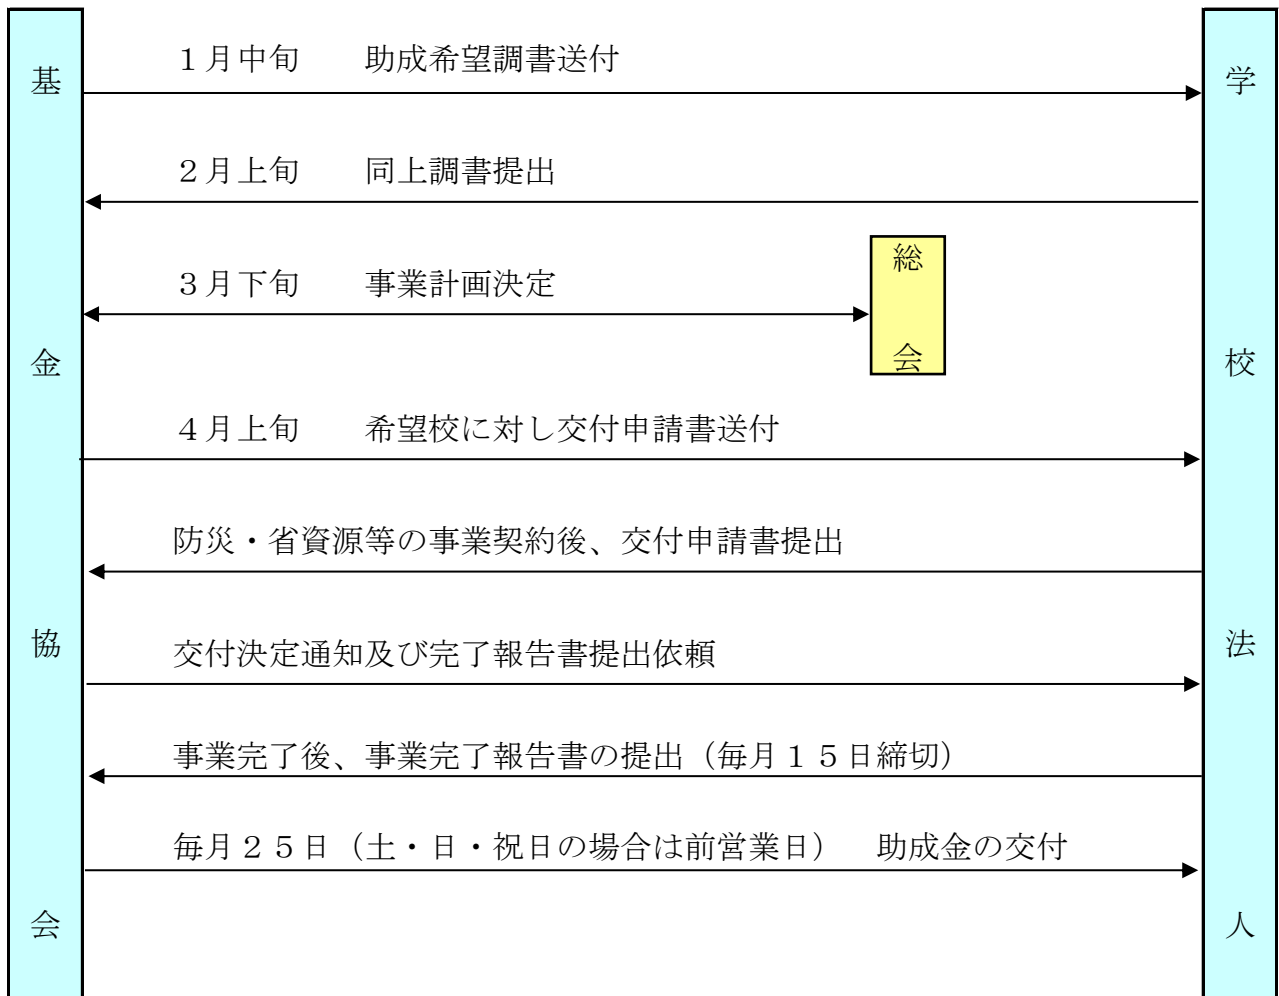 基金協会
１月中旬　　助成希望調書送付
２月上旬　　同上調書提出
３月下旬　　事業計画決定
総会
４月上旬　　希望校に対し交付申請書送付
防災・省資源等の事業契約後、交付申請書提出
交付決定通知及び完了報告書提出依頼
事業完了後、事業完了報告書の提出（毎月１５日締切）
毎月２５日（土・日・祝日の場合は前営業日）　助成金の交付
学校法人